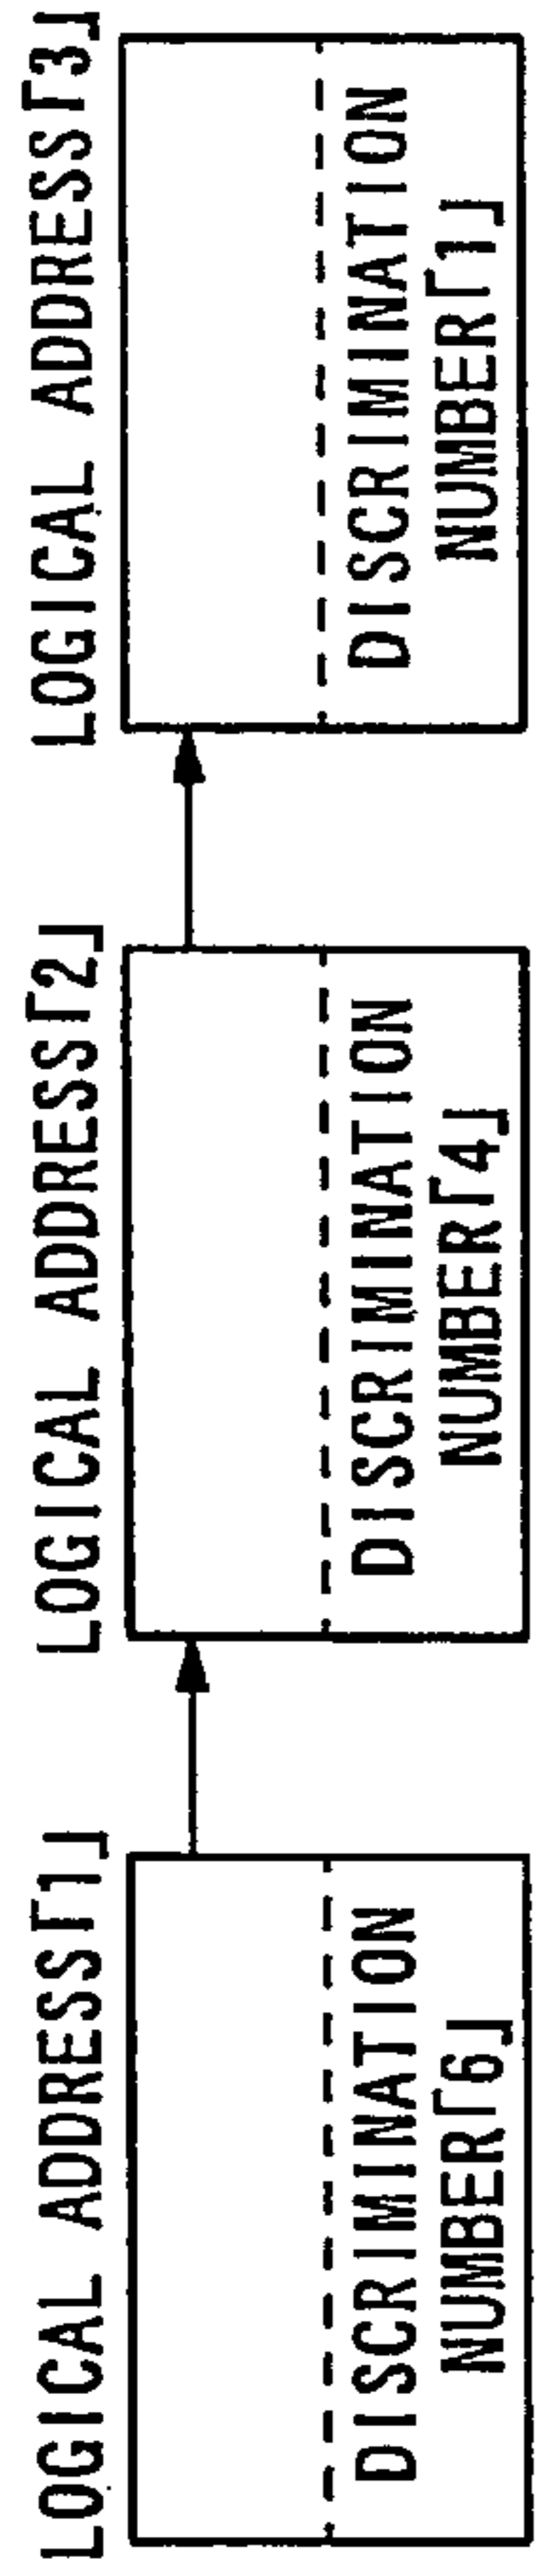 LOGICAL ADDRESS「1」
DISCRIMINATION
NUMBER「6」
LOGICAL ADDRESS「2」
DISCRIMINATION
NUMBER「4」
LOGICAL ADDRESS「3」
DISCRIMINATION
NUMBER「1」